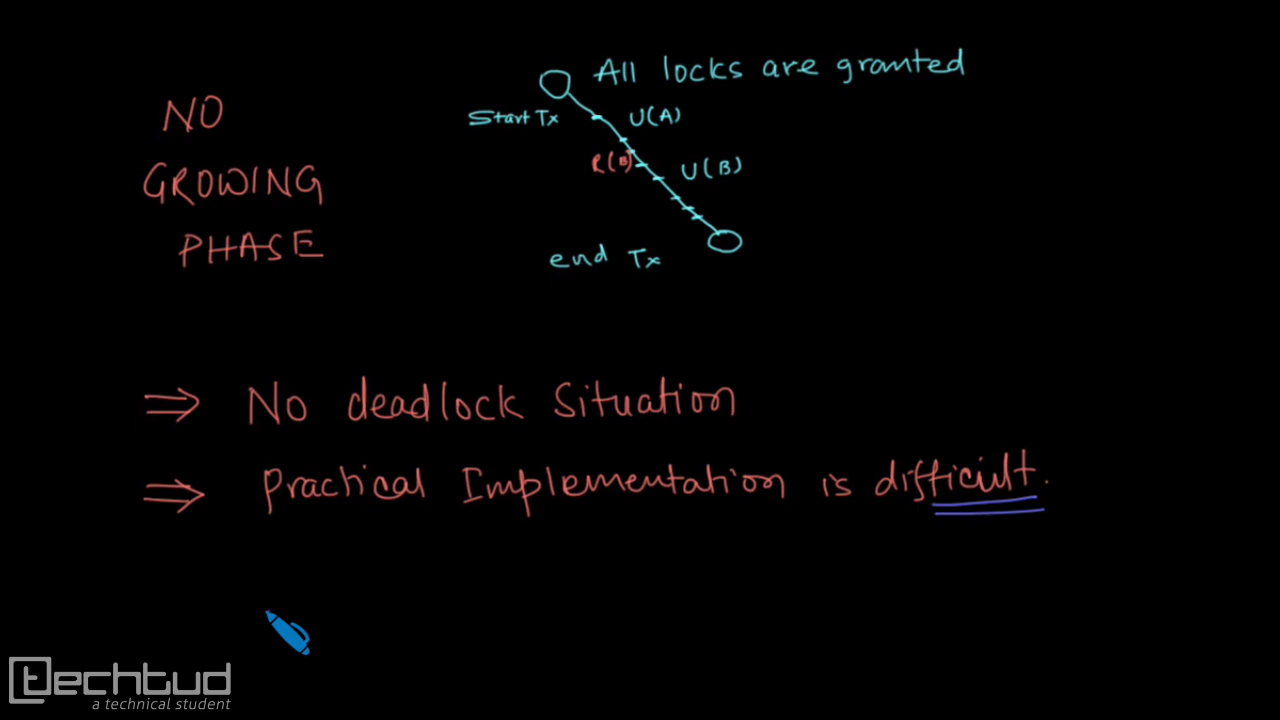 All locks are granted
NO
Start Tx
U(A)
R(B)
U(B)
GROWING
PHASE
end Tx
⇒ No deadlock Situation
⇒ Practical Implementation is difficult.
techtud
a technical student